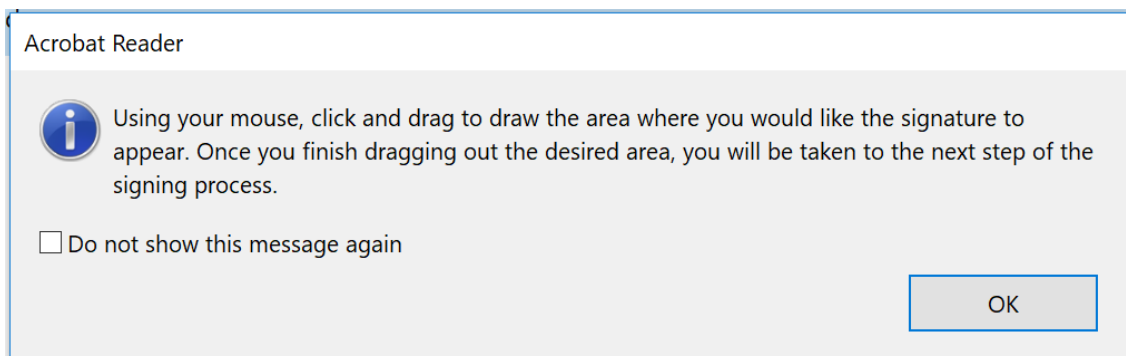 Acrobat Reader
Using your mouse, click and drag to draw the area where you would like the signature to
appear. Once you finish dragging out the desired area, you will be taken to the next step of the
signing process.
Do not show this message again
OK